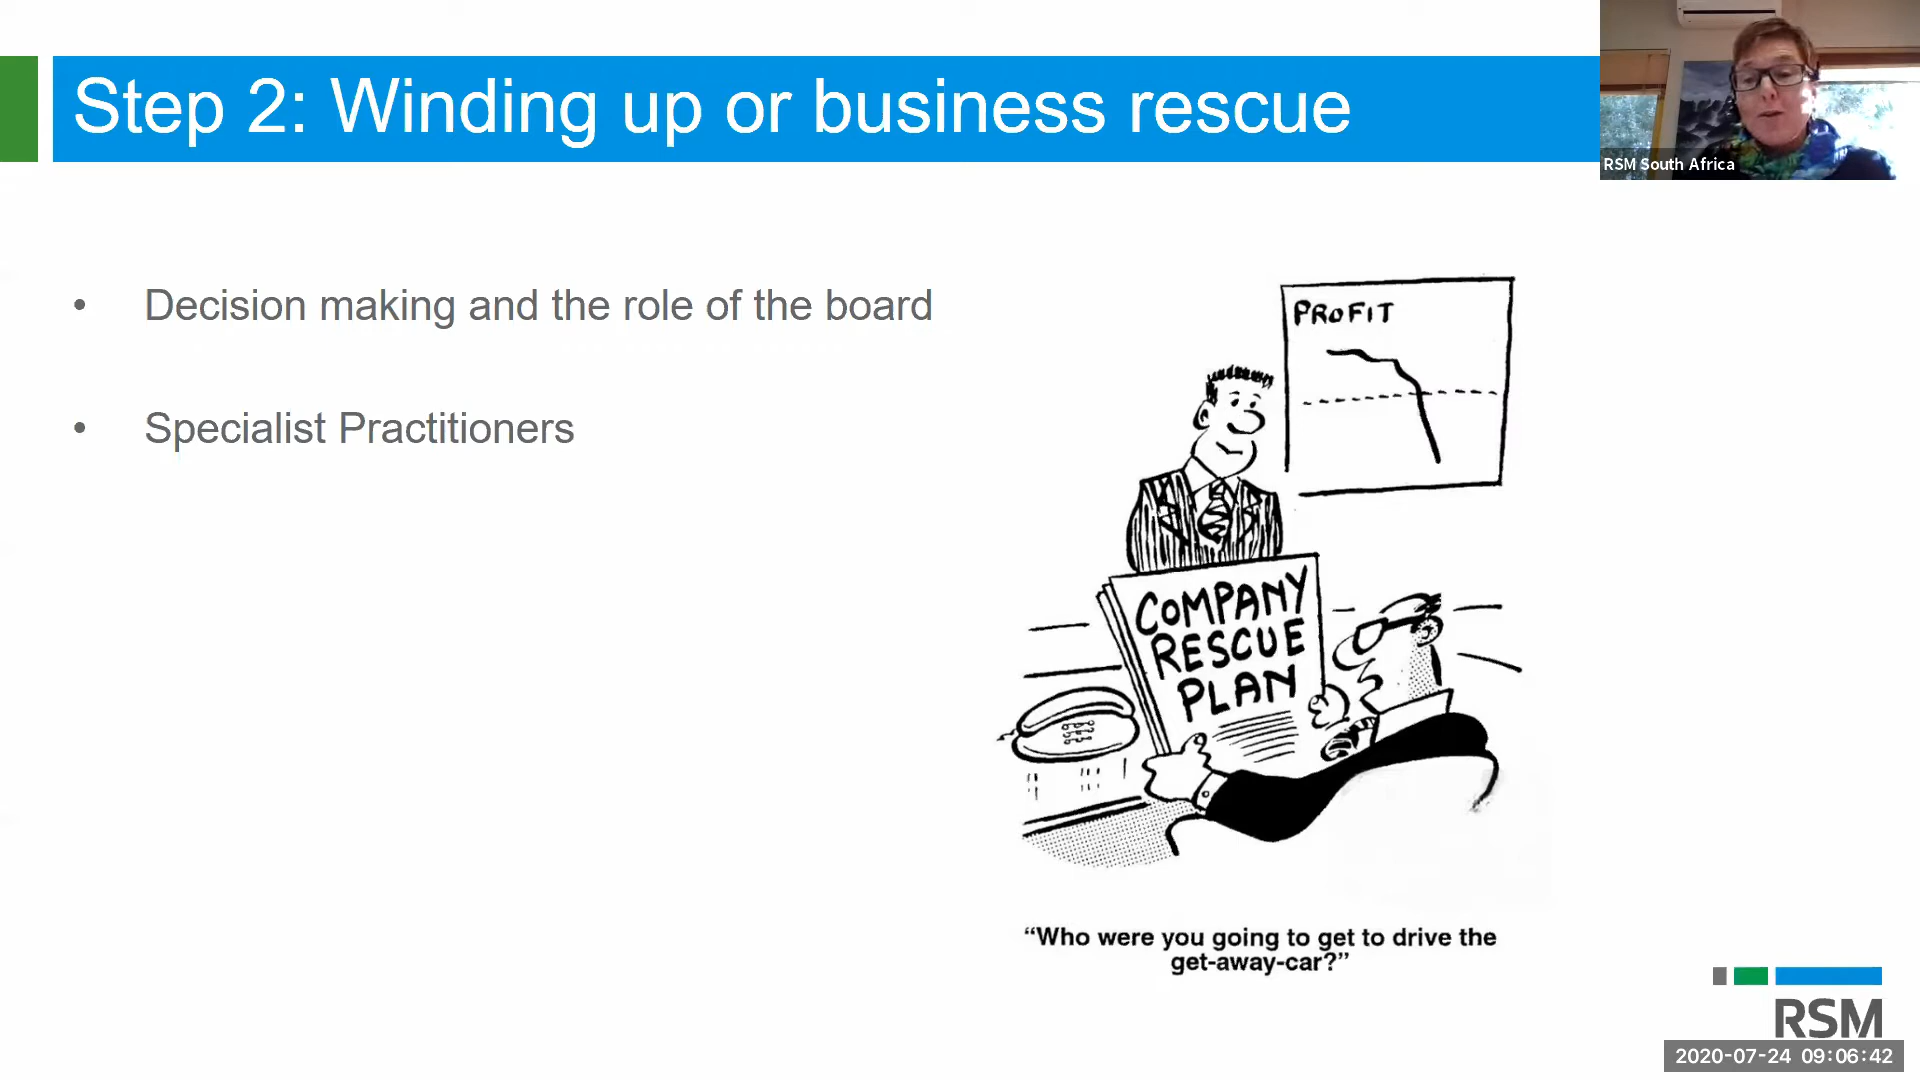 Step 2: Winding up or business rescue
RSM South Africa
• Decision making and the role of the board
• Specialist Practitioners
PROFIT
COMPANY
RESCUE
PLAN
“Who were you going to get to drive the
get-away-car?”
RSM
2020-07-24 09:06:42